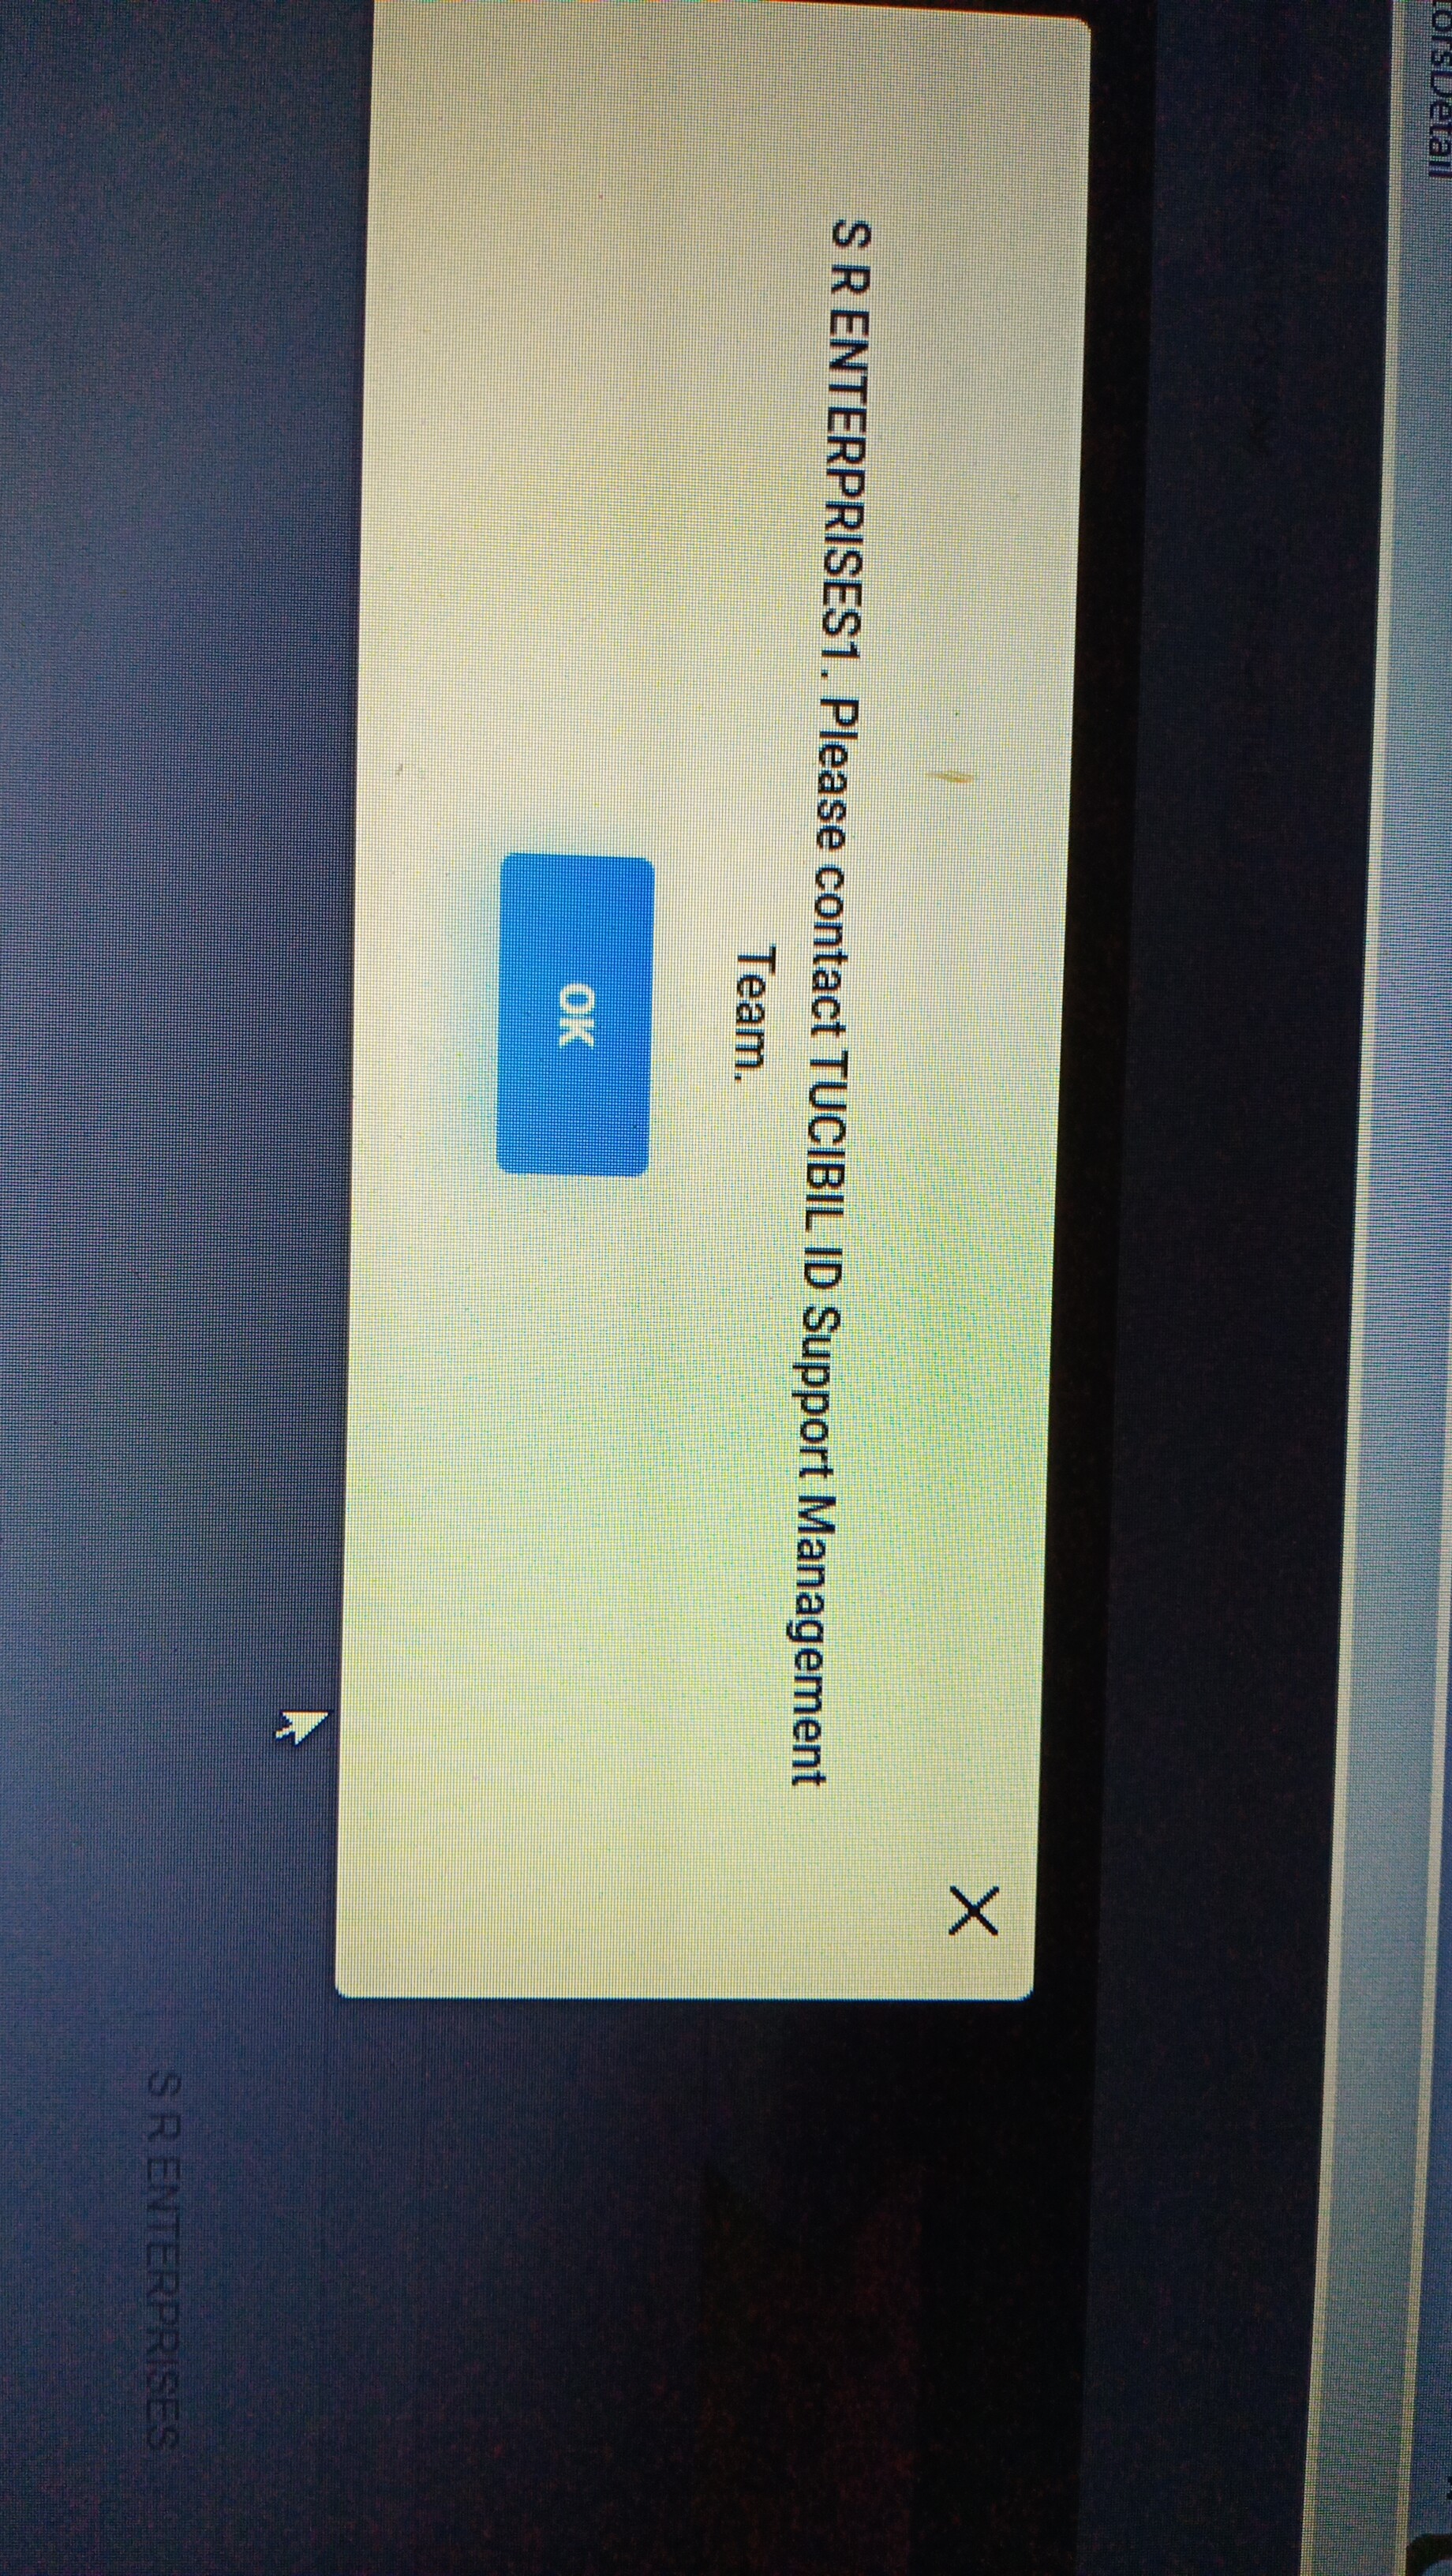 S R ENTERPRISES1. Please contact TUCIBIL ID Support Management
Team.
OK
S R ENTERPRISES